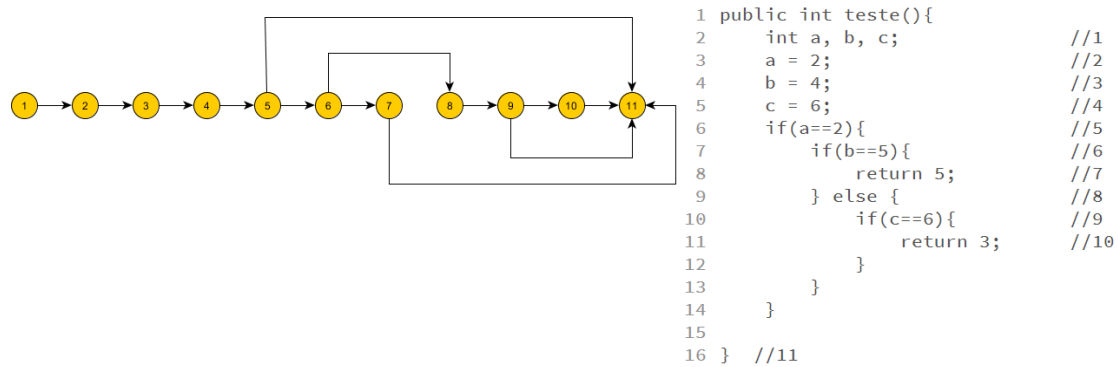 1 2 3 4 5 6 7 8 9 10 11
1 public int teste(){
2 int a, b, c; //1
3 a = 2; //2
4 b = 4; //3
5 c = 6; //4
6 if(a==2){ //5
7 if(b==5){ //6
8 return 5; //7
9 } else { //8
10 if(c==6){ //9
11 return 3; //10
12 }
13 }
14 }
15
16 } //11